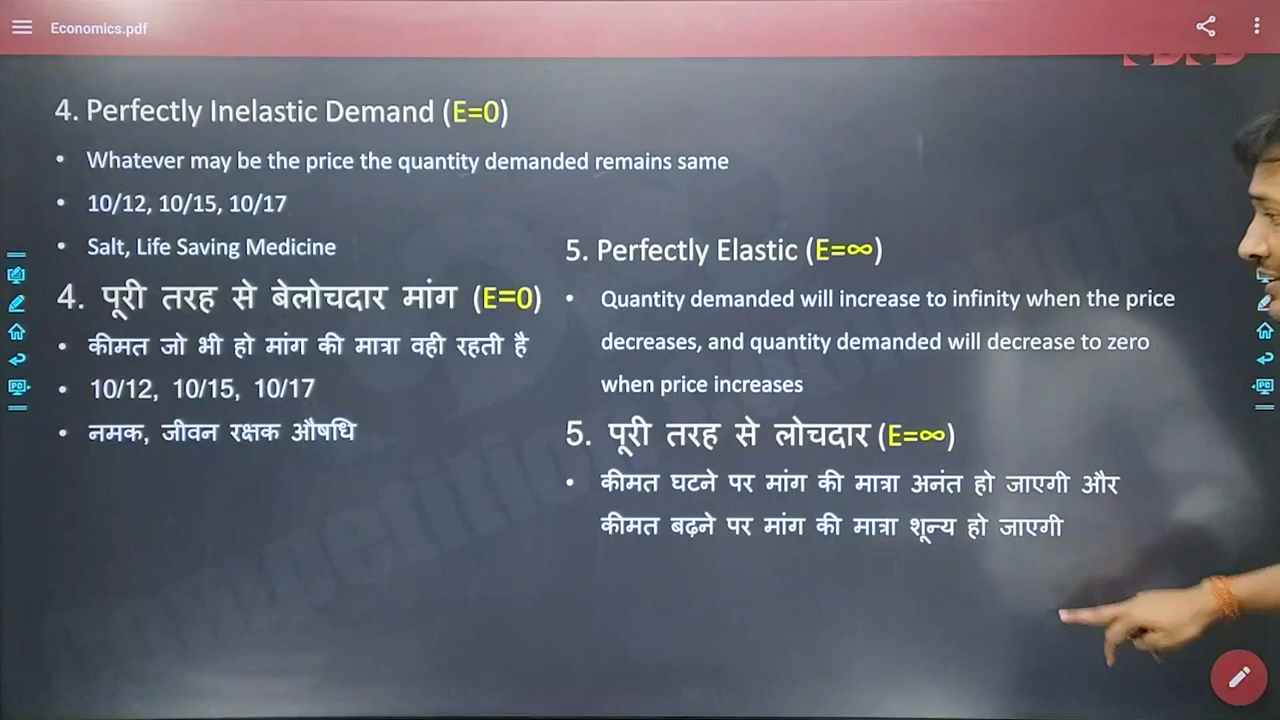 Economics.pdf
4. Perfectly Inelastic Demand (E=0)
• Whatever may be the price the quantity demanded remains same
• 10/12, 10/15, 10/17
• Salt, Life Saving Medicine
4. पूरी तरह से बेलोचदार मांग (E=0)
• कीमत जो भी हो मांग की मात्रा वही रहती है
• 10/12, 10/15, 10/17
• नमक, जीवन रक्षक औषधि
5. Perfectly Elastic (E=∞)
• Quantity demanded will increase to infinity when the price
decreases, and quantity demanded will decrease to zero
when price increases
5. पूरी तरह से लोचदार (E=∞)
• कीमत घटने पर मांग की मात्रा अनंत हो जाएगी और
कीमत बढ़ने पर मांग की मात्रा शून्य हो जाएगी
PC
PC